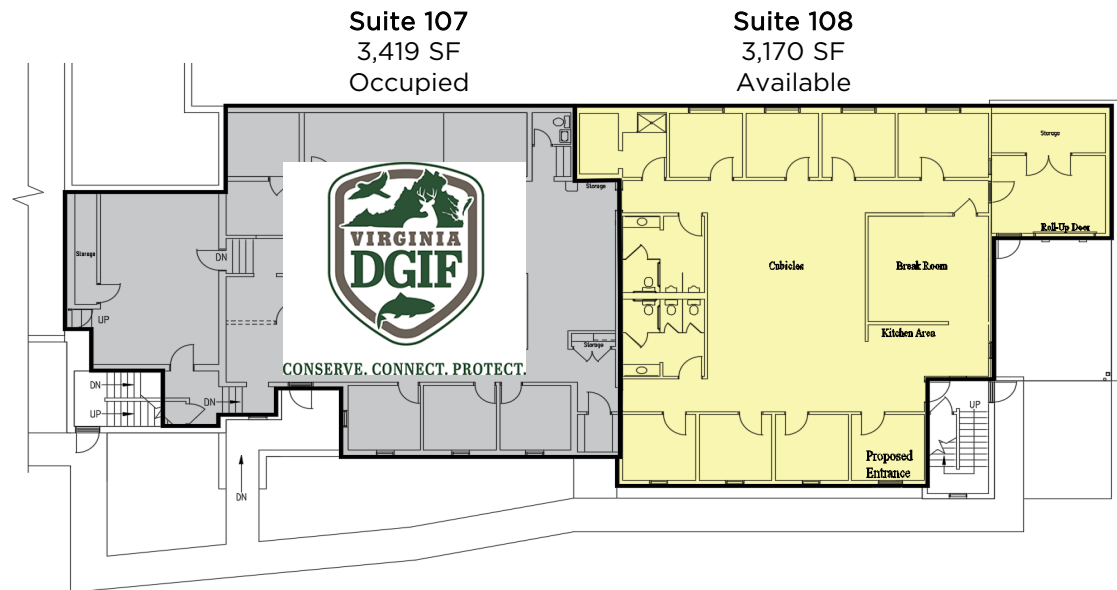 Suite 107
3,419 SF
Occupied
Suite 108
3,170 SF
Available
Storage
Storage
Roll-Up Door
Storage
VIRGINIA
DGIF
CONSERVE. CONNECT. PROTECT.
DN
UP
Cubicles
Break Room
Kitchen Area
Storage
DN
UP
DN
UP
Proposed
Entrance
DN